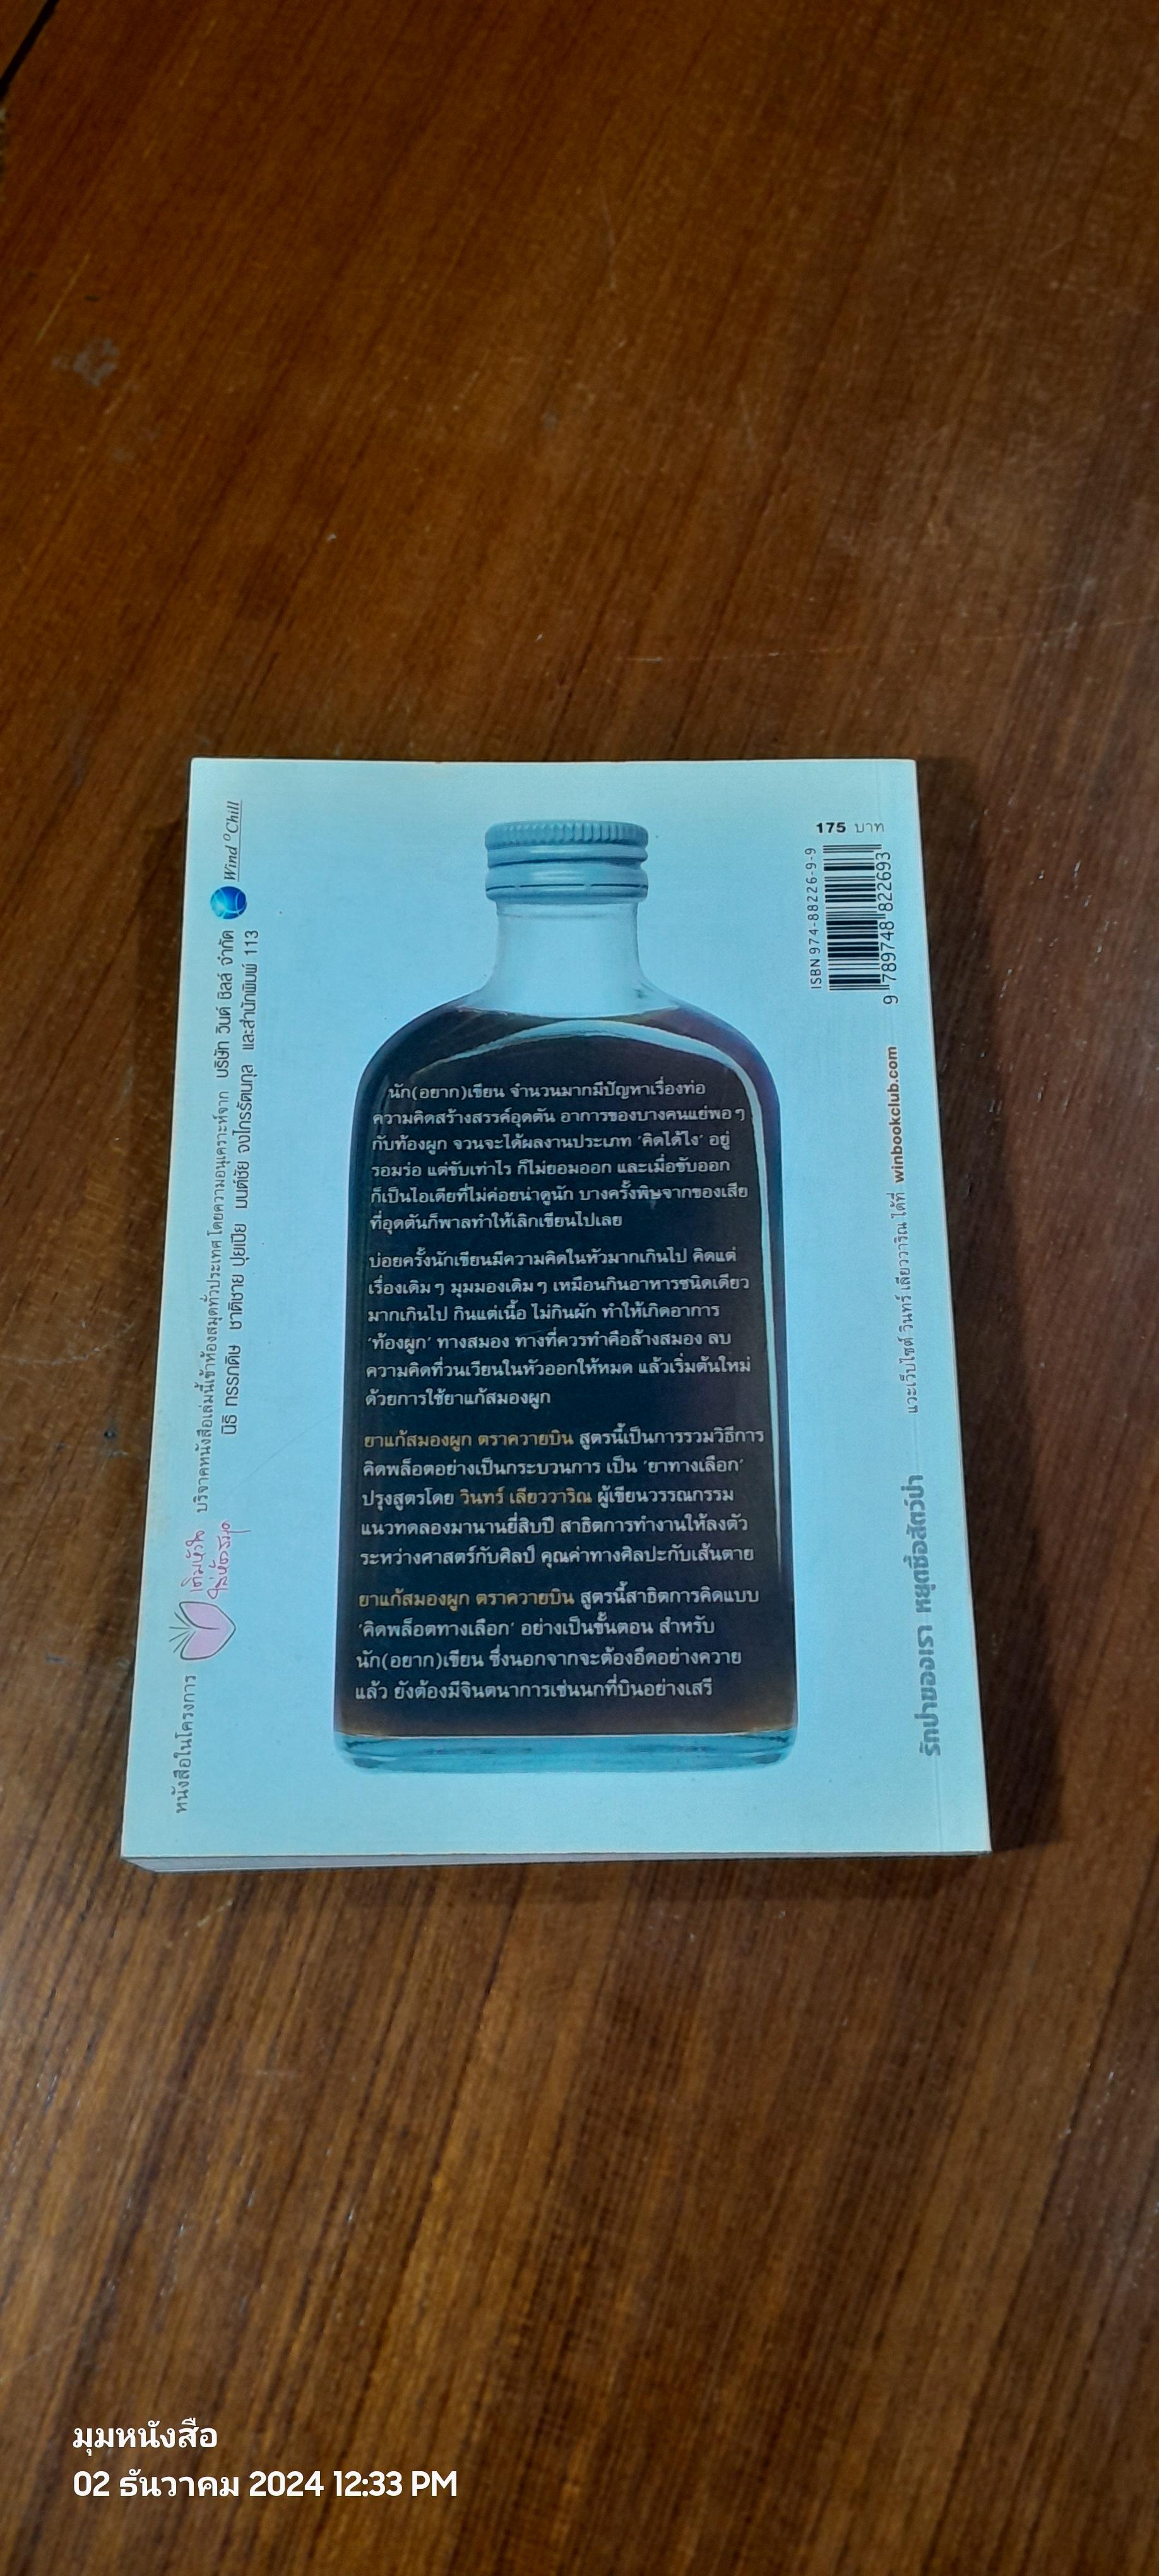 175 บาท
ISBN 974-88226-9-9
9 789748 822693
แวะเว็บไซต์ วินทร์ เลียววาริณ ได้ที่ winbookclub.com
รักป่าของเรา หยุดซื้อสัตว์ป่า
นัก(อยาก)เขียน จำนวนมากมีปัญหาเรื่องท่อ
ความคิดสร้างสรรค์อุดตัน อาการของบางคนแย่พอ ๆ
กับท้องผูก จวนจะได้ผลงานประเภท ‘คิดได้ไง’ อยู่
รอมร่อ แต่ขับเท่าไร ก็ไม่ยอมออก และเมื่อขับออก
ก็เป็นไอเดียที่ไม่ค่อยน่าดูนัก บางครั้งพิษจากของเสีย
ที่อุดตันก็พาลทำให้เลิกเขียนไปเลย
บ่อยครั้งนักเขียนมีความคิดในหัวมากเกินไป คิดแต่
เรื่องเดิม ๆ มุมมองเดิม ๆ เหมือนกินอาหารชนิดเดียว
มากเกินไป กินแต่เนื้อ ไม่กินผัก ทำให้เกิดอาการ
‘ท้องผูก’ ทางสมอง ทางที่ควรทำคือล้างสมอง ลบ
ความคิดที่วนเวียนในหัวออกให้หมด แล้วเริ่มต้นใหม่
ด้วยการใช้ยาแก้สมองผูก
ยาแก้สมองผูก ตราควายบิน สูตรนี้เป็นการรวมวิธีการ
คิดพล็อตอย่างเป็นกระบวนการ เป็น ‘ยาทางเลือก’
ปรุงสูตรโดย วินทร์ เลียววาริณ ผู้เขียนวรรณกรรม
แนวทดลองมานานยี่สิบปี สาธิตการทำงานให้ลงตัว
ระหว่างศาสตร์กับศิลป์ คุณค่าทางศิลปะกับเส้นตาย
ยาแก้สมองผูก ตราควายบิน สูตรนี้สาธิตการคิดแบบ
‘คิดพล็อตทางเลือก’ อย่างเป็นขั้นตอน สำหรับ
นัก(อยาก)เขียน ซึ่งนอกจากจะต้องอึดอย่างควาย
แล้ว ยังต้องมีจินตนาการเช่นนกที่บินอย่างเสรี
หนังสือในโครงการ
เติมหัวใจ
ใส่ห้องสมุด
บริจาคหนังสือเล่มนี้เข้าห้องสมุดทั่วประเทศ โดยความอนุเคราะห์จาก บริษัท วินด์ ชิลล์ จำกัด
นิธิ ทรรภดิษ ชาติชาย ปุยเปีย มนต์ชัย จงไกรรัตนกุล และสำนักพิมพ์ 113
Wind °Chill
มุมหนังสือ
02 ธันวาคม 2024 12:33 PM